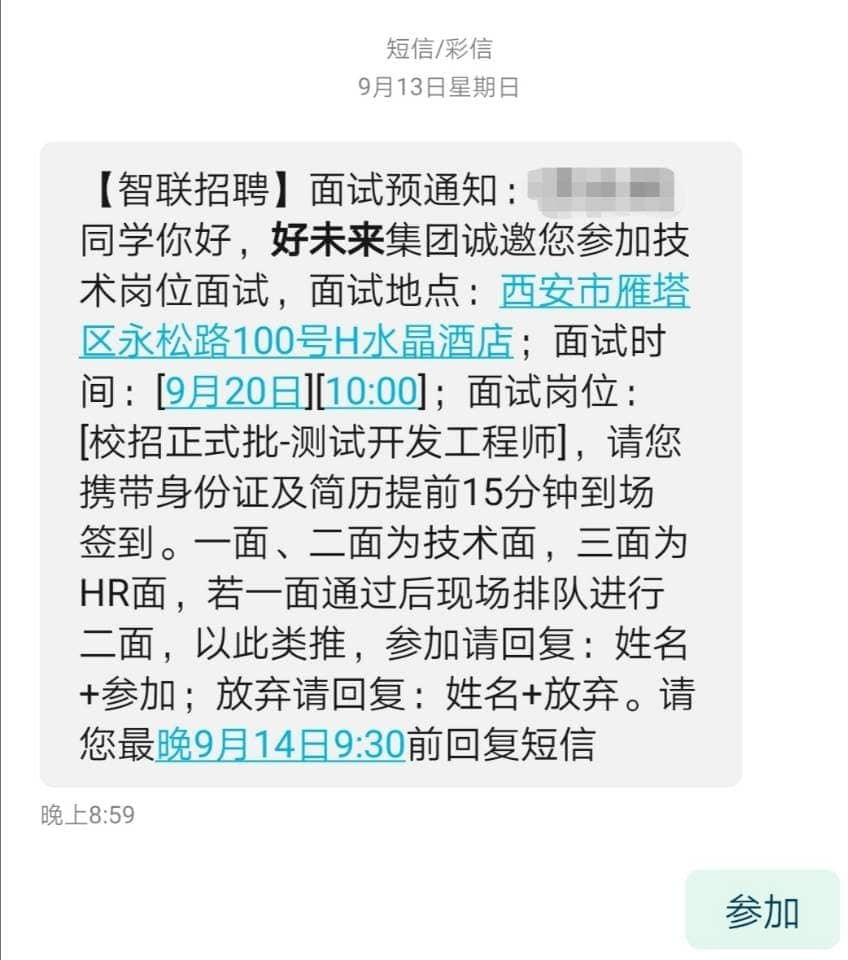 短信/彩信
9月13日星期日
【智联招聘】面试预通知：
同学你好，好未来集团诚邀您参加技
术岗位面试，面试地点：西安市雁塔
区永松路100号H水晶酒店；面试时
间：[9月20日][10:00]；面试岗位：
[校招正式批-测试开发工程师]，请您
携带身份证及简历提前15分钟到场
签到。一面、二面为技术面，三面为
HR面，若一面通过后现场排队进行
二面，以此类推，参加请回复：姓名
+参加；放弃请回复：姓名+放弃。请
您最晚9月14日9:30前回复短信
晚上8:59
参加